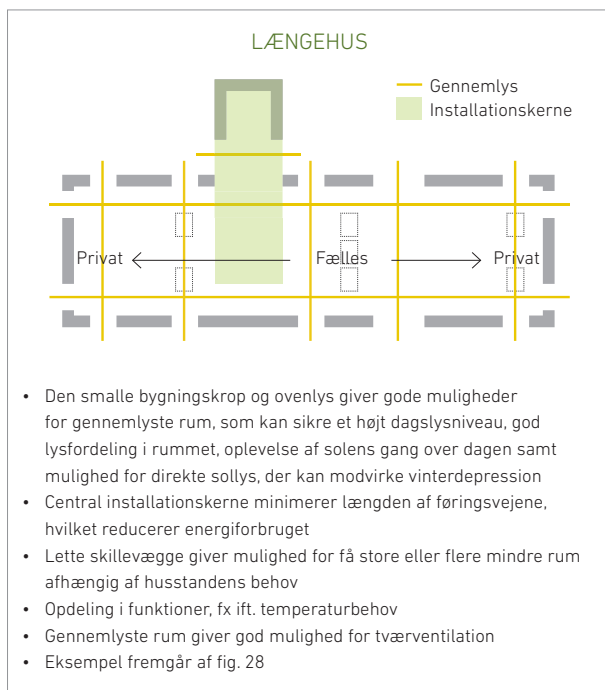 LÆNGEHUS
Gennemlys
Installationskerne
Privat
Fælles
Privat
• Den smalle bygningskrop og ovenlys giver gode muligheder
for gennemlyste rum, som kan sikre et højt dagslysniveau, god
lysfordeling i rummet, oplevelse af solens gang over dagen samt
mulighed for direkte sollys, der kan modvirke vinterdepression
• Central installationskerne minimerer længden af føringsvejene,
hvilket reducerer energiforbruget
• Lette skillevægge giver mulighed for få store eller flere mindre rum
afhængig af husstandens behov
• Opdeling i funktioner, fx ift. temperaturbehov
• Gennemlyste rum giver god mulighed for tværventilation
• Eksempel fremgår af fig. 28